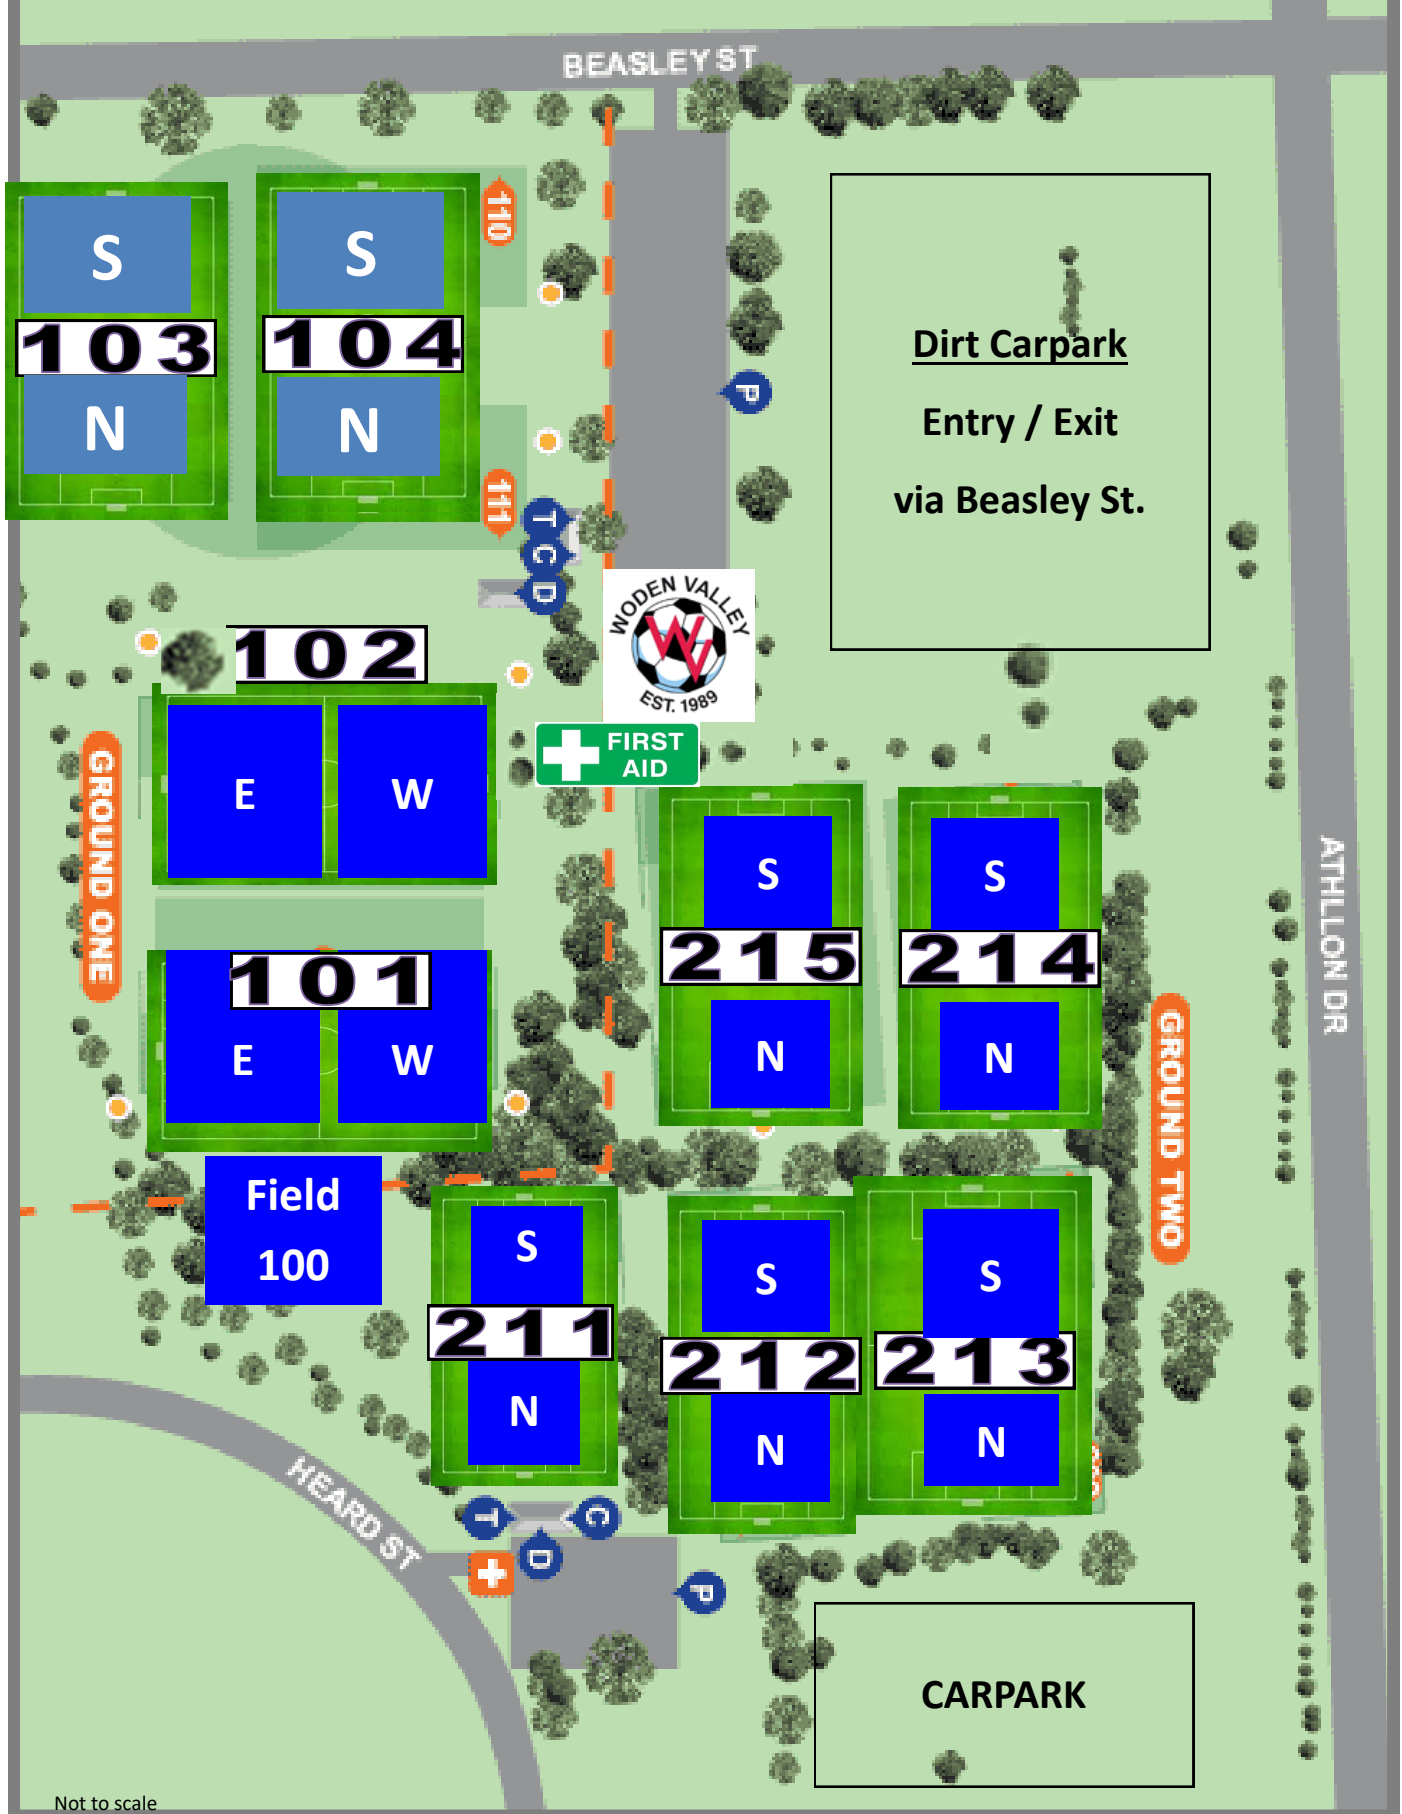 BEASLEY ST
S
103
N
S
104
N
110
111
T
C
D
P
Dirt Carpark
Entry / Exit
via Beasley St.
WODEN VALLEY
WV
EST. 1989
FIRST
AID
102
E
W
GROUND ONE
101
E
W
Field
100
S
215
N
S
214
N
GROUND TWO
ATHLLON DR
S
211
N
S
212
N
S
213
N
HEARD ST
T
C
D
P
CARPARK
Not to scale